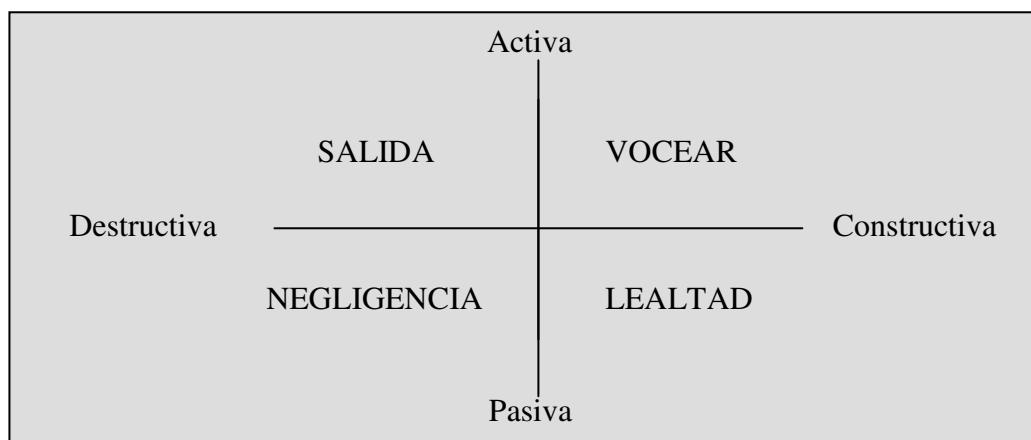 Activa
SALIDA VOCEAR
Destructiva Constructiva
NEGLIGENCIA LEALTAD
Pasiva